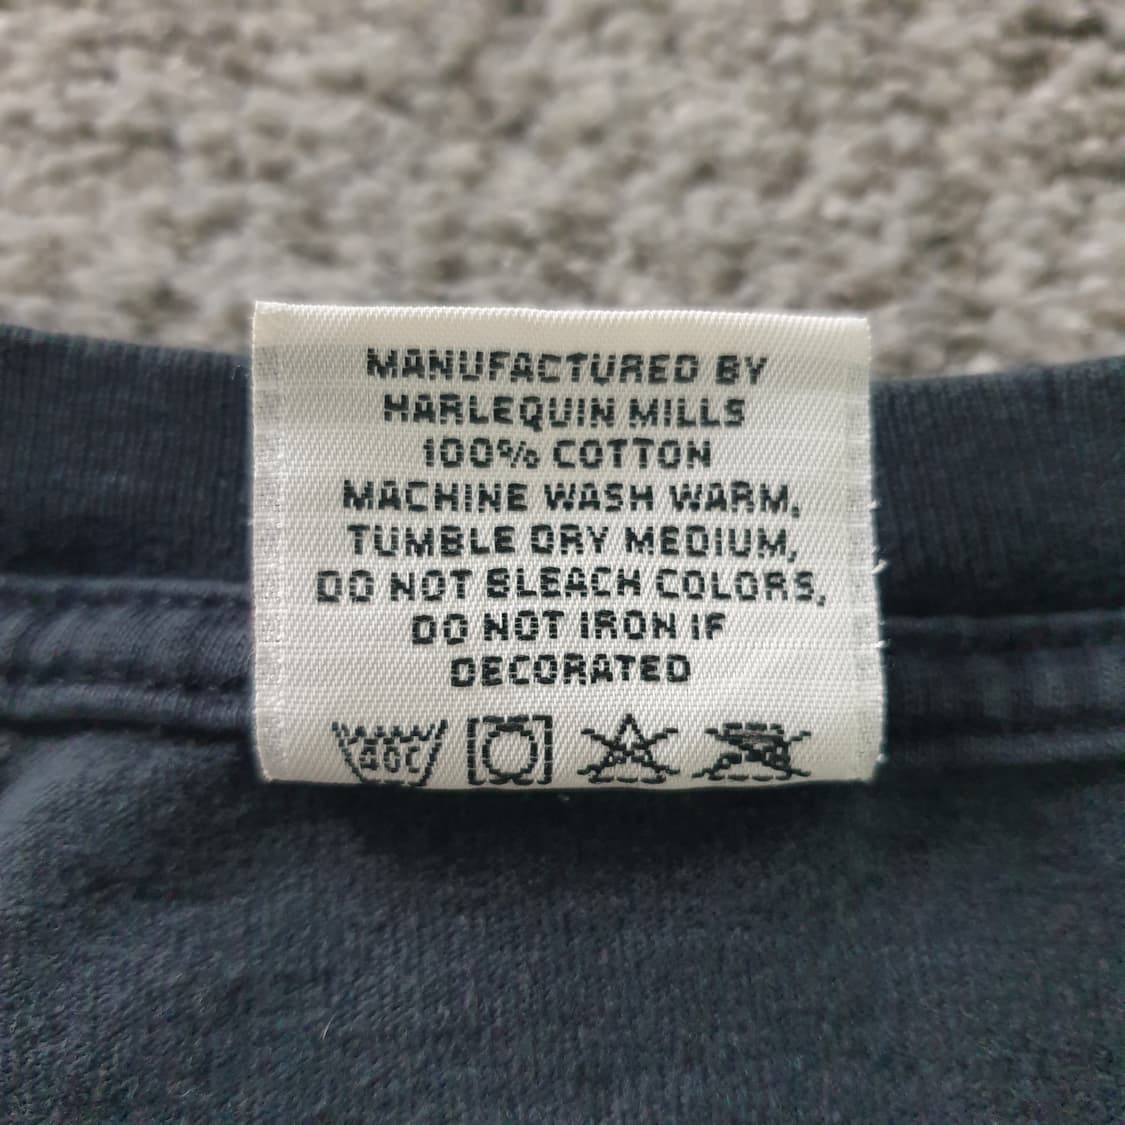 MANUFACTURED BY
HARLEQUIN MILLS
100% COTTON
MACHINE WASH WARM,
TUMBLE DRY MEDIUM,
DO NOT BLEACH COLORS,
DO NOT IRON IF
DECORATED